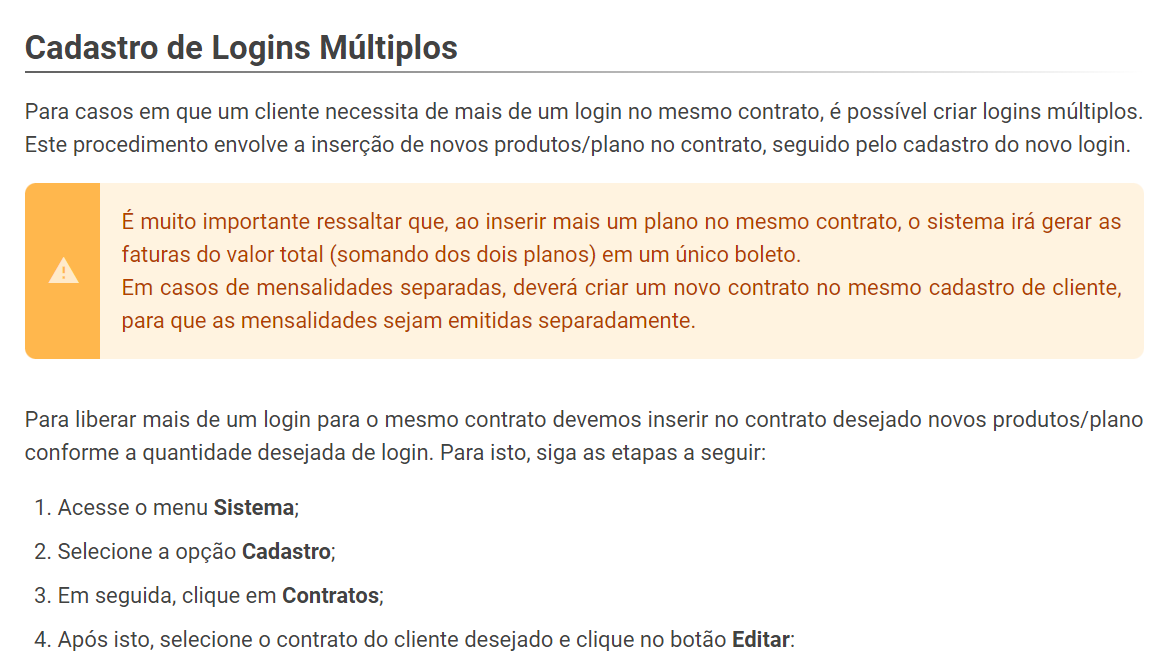 Cadastro de Logins Múltiplos
Para casos em que um cliente necessita de mais de um login no mesmo contrato, é possível criar logins múltiplos.
Este procedimento envolve a inserção de novos produtos/plano no contrato, seguido pelo cadastro do novo login.
É muito importante ressaltar que, ao inserir mais um plano no mesmo contrato, o sistema irá gerar as
faturas do valor total (somando dos dois planos) em um único boleto.
Em casos de mensalidades separadas, deverá criar um novo contrato no mesmo cadastro de cliente,
para que as mensalidades sejam emitidas separadamente.
Para liberar mais de um login para o mesmo contrato devemos inserir no contrato desejado novos produtos/plano
conforme a quantidade desejada de login. Para isto, siga as etapas a seguir:
1. Acesse o menu Sistema;
2. Selecione a opção Cadastro;
3. Em seguida, clique em Contratos;
4. Após isto, selecione o contrato do cliente desejado e clique no botão Editar: